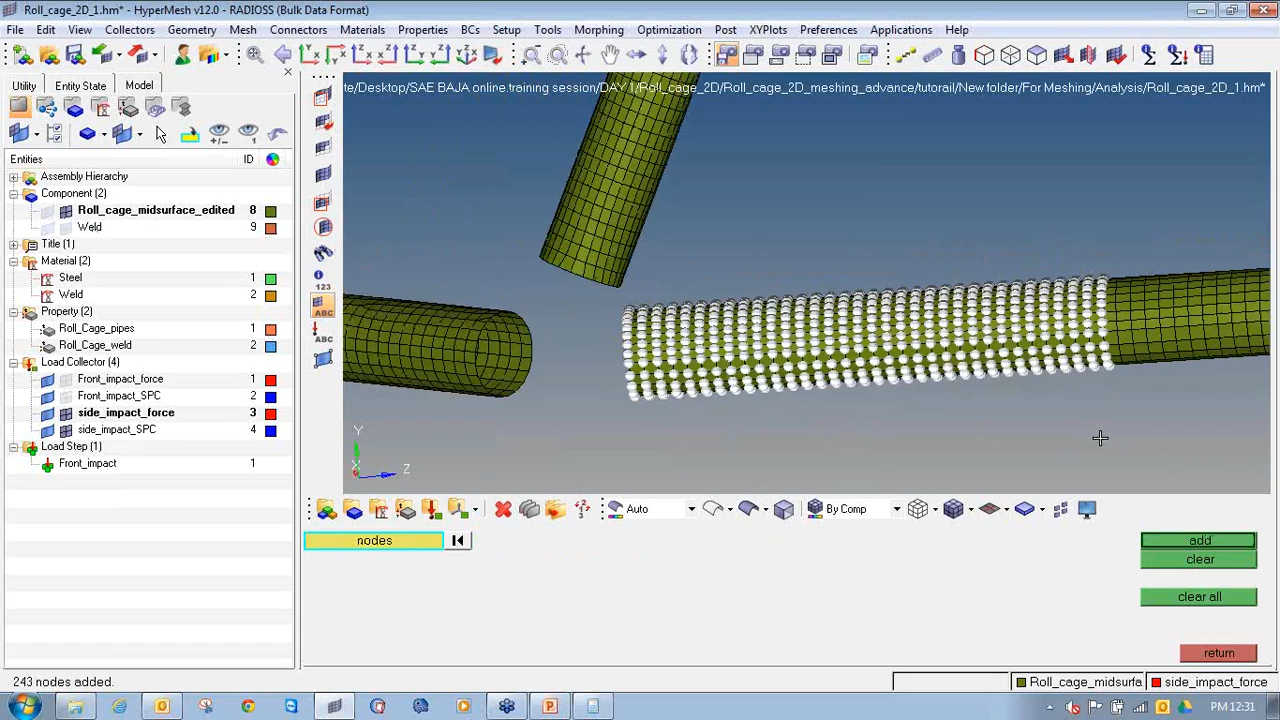 Roll_cage_2D_1.hm* - HyperMesh v12.0 - RADIOSS (Bulk Data Format)
File Edit View Collectors Geometry Mesh Connectors Materials Properties BCs Setup Tools Morphing Optimization Post XYPlots Preferences Applications Help
Utility Entity State Model
te/Desktop/SAE BAJA online training session/DAY 1/Roll_cage_2D/Roll_cage_2D_meshing_advance/tutorail/New folder/For Meshing/Analysis/Roll_cage_2D_1.hm*
Entities ID
Assembly Hierarchy
Component (2)
Roll_cage_midsurface_edited 8
Weld 9
Title (1)
Material (2)
Steel 1
Weld 2
Property (2)
Roll_Cage_pipes 1
Roll_Cage_weld 2
Load Collector (4)
Front_impact_force 1
Front_impact_SPC 2
side_impact_force 3
side_impact_SPC 4
Load Step (1)
Front_impact 1
123
ABC
ABC
Y
X Z
Auto By Comp
nodes add
clear
clear all
return
243 nodes added. Roll_cage_midsurfa side_impact_force
PM 12:31